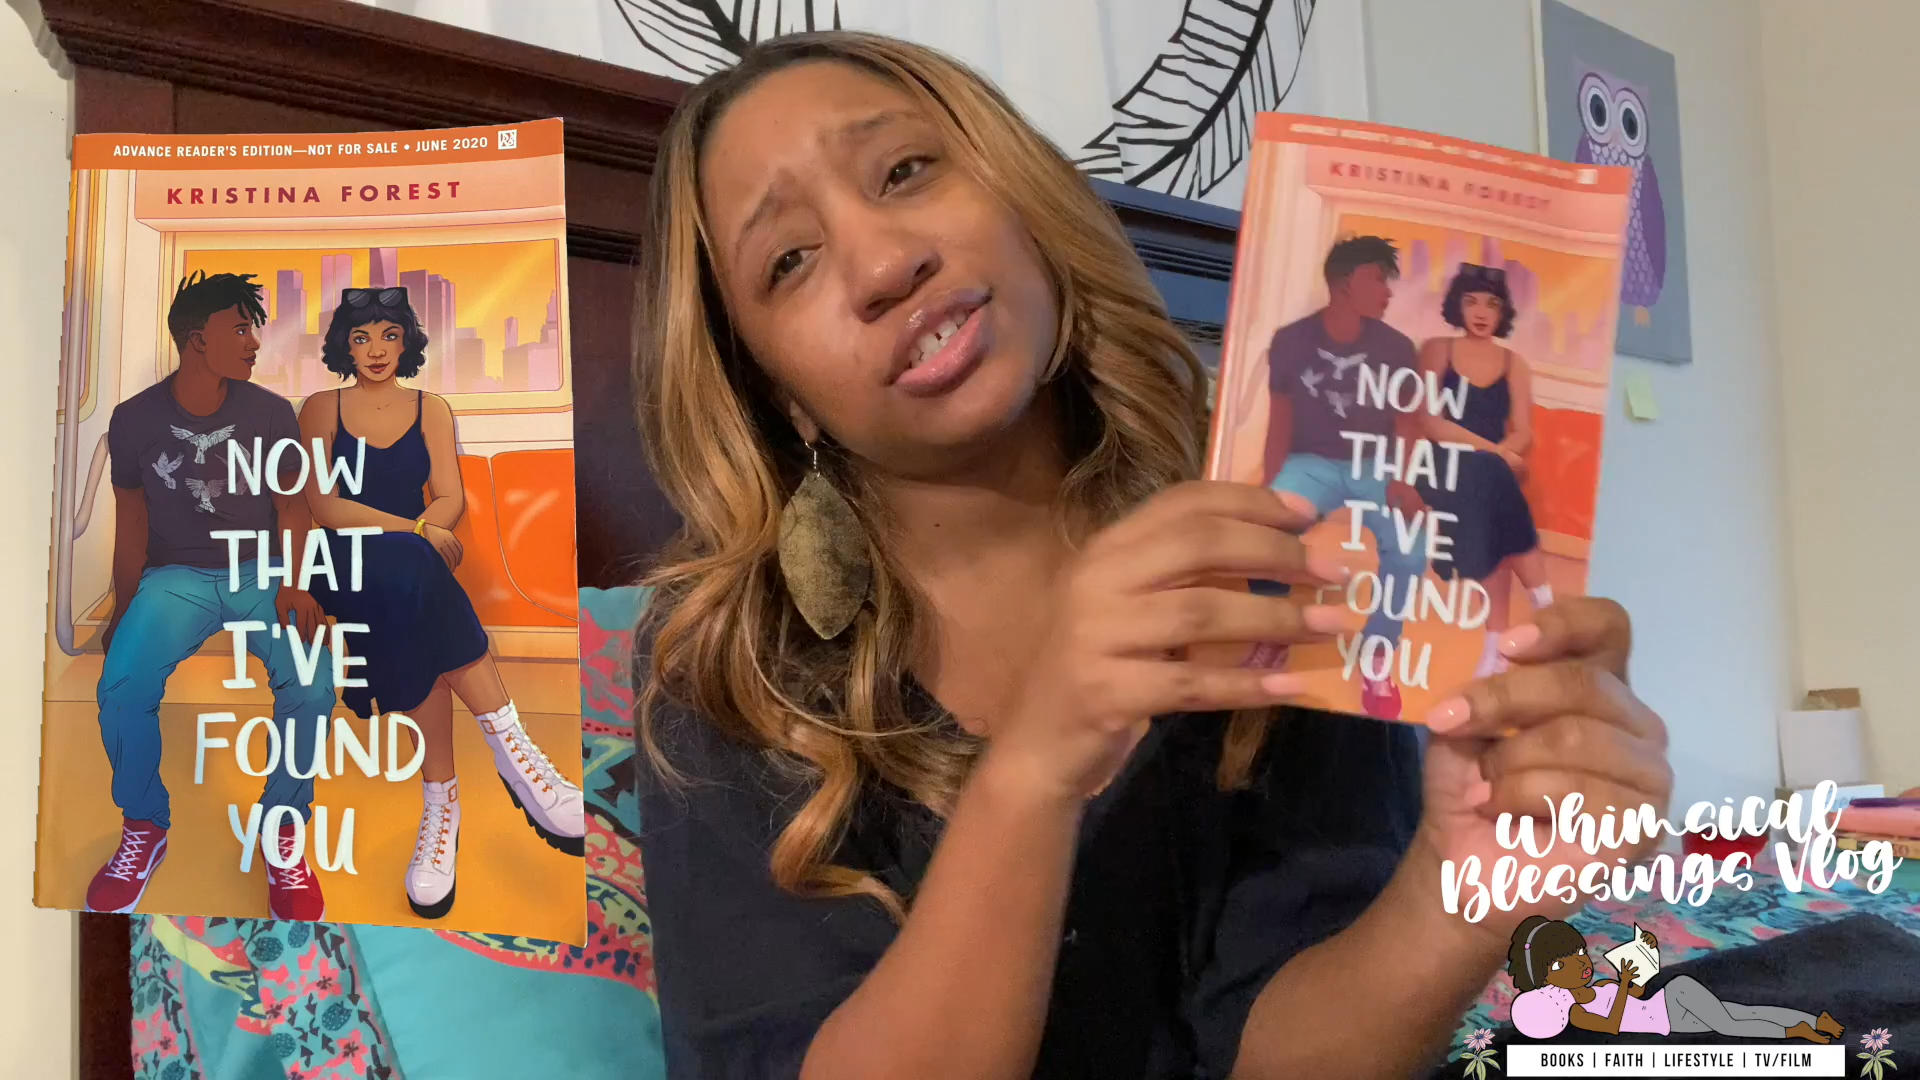 ADVANCE READER'S EDITION—NOT FOR SALE • JUNE 2020
KRISTINA FOREST
NOW
THAT
I'VE
FOUND
YOU
KRISTINA FOREST
NOW
THAT
I'VE
FOUND
YOU
Whimsical
Blessings Vlog
BOOKS | FAITH | LIFESTYLE | TV/FILM